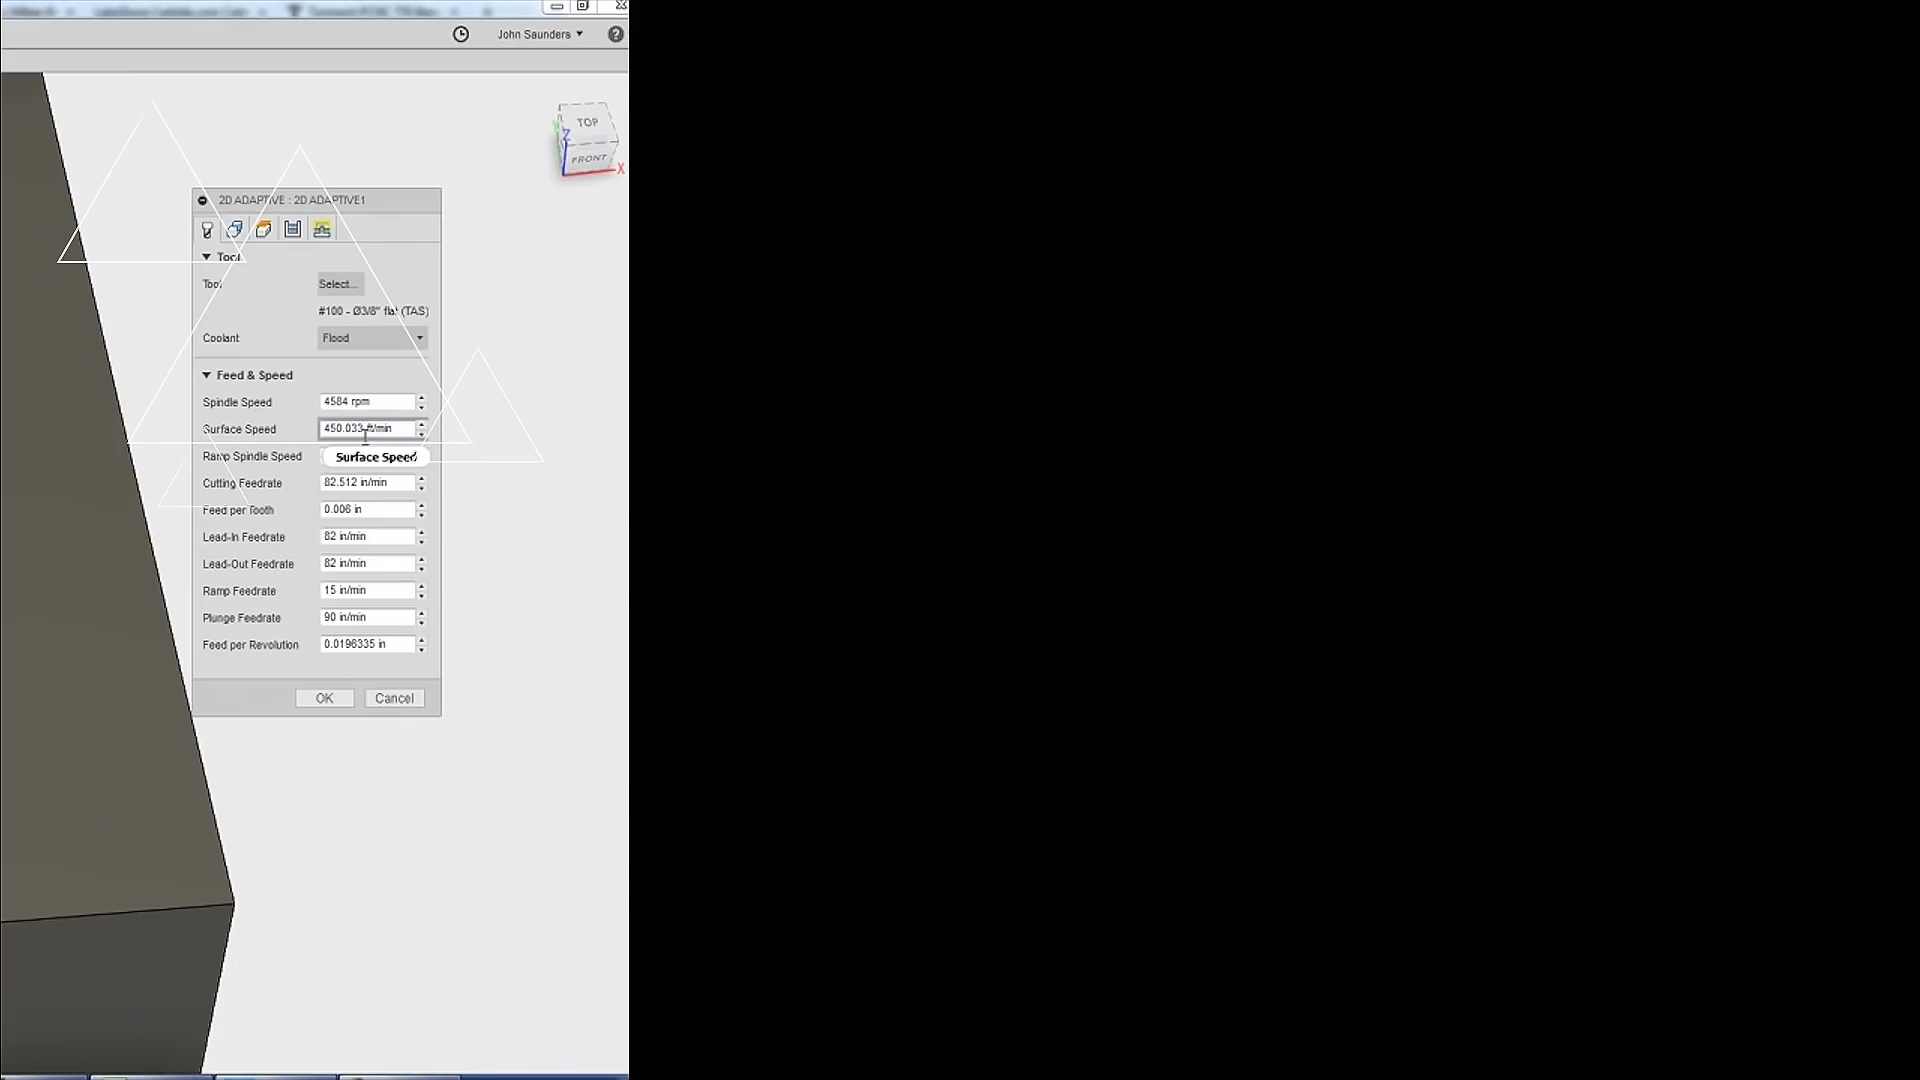 John Saunders
?
TOP
Z
FRONT
X
2D ADAPTIVE : 2D ADAPTIVE1
Tool
Tool
Select...
#100 - Ø3/8" flat (TAS)
Coolant
Flood
Feed & Speed
Spindle Speed
4584 rpm
Surface Speed
450.033 ft/min
Ramp Spindle Speed
Surface Speed
Cutting Feedrate
82.512 in/min
Feed per Tooth
0.006 in
Lead-In Feedrate
82 in/min
Lead-Out Feedrate
82 in/min
Ramp Feedrate
15 in/min
Plunge Feedrate
90 in/min
Feed per Revolution
0.0196335 in
OK
Cancel